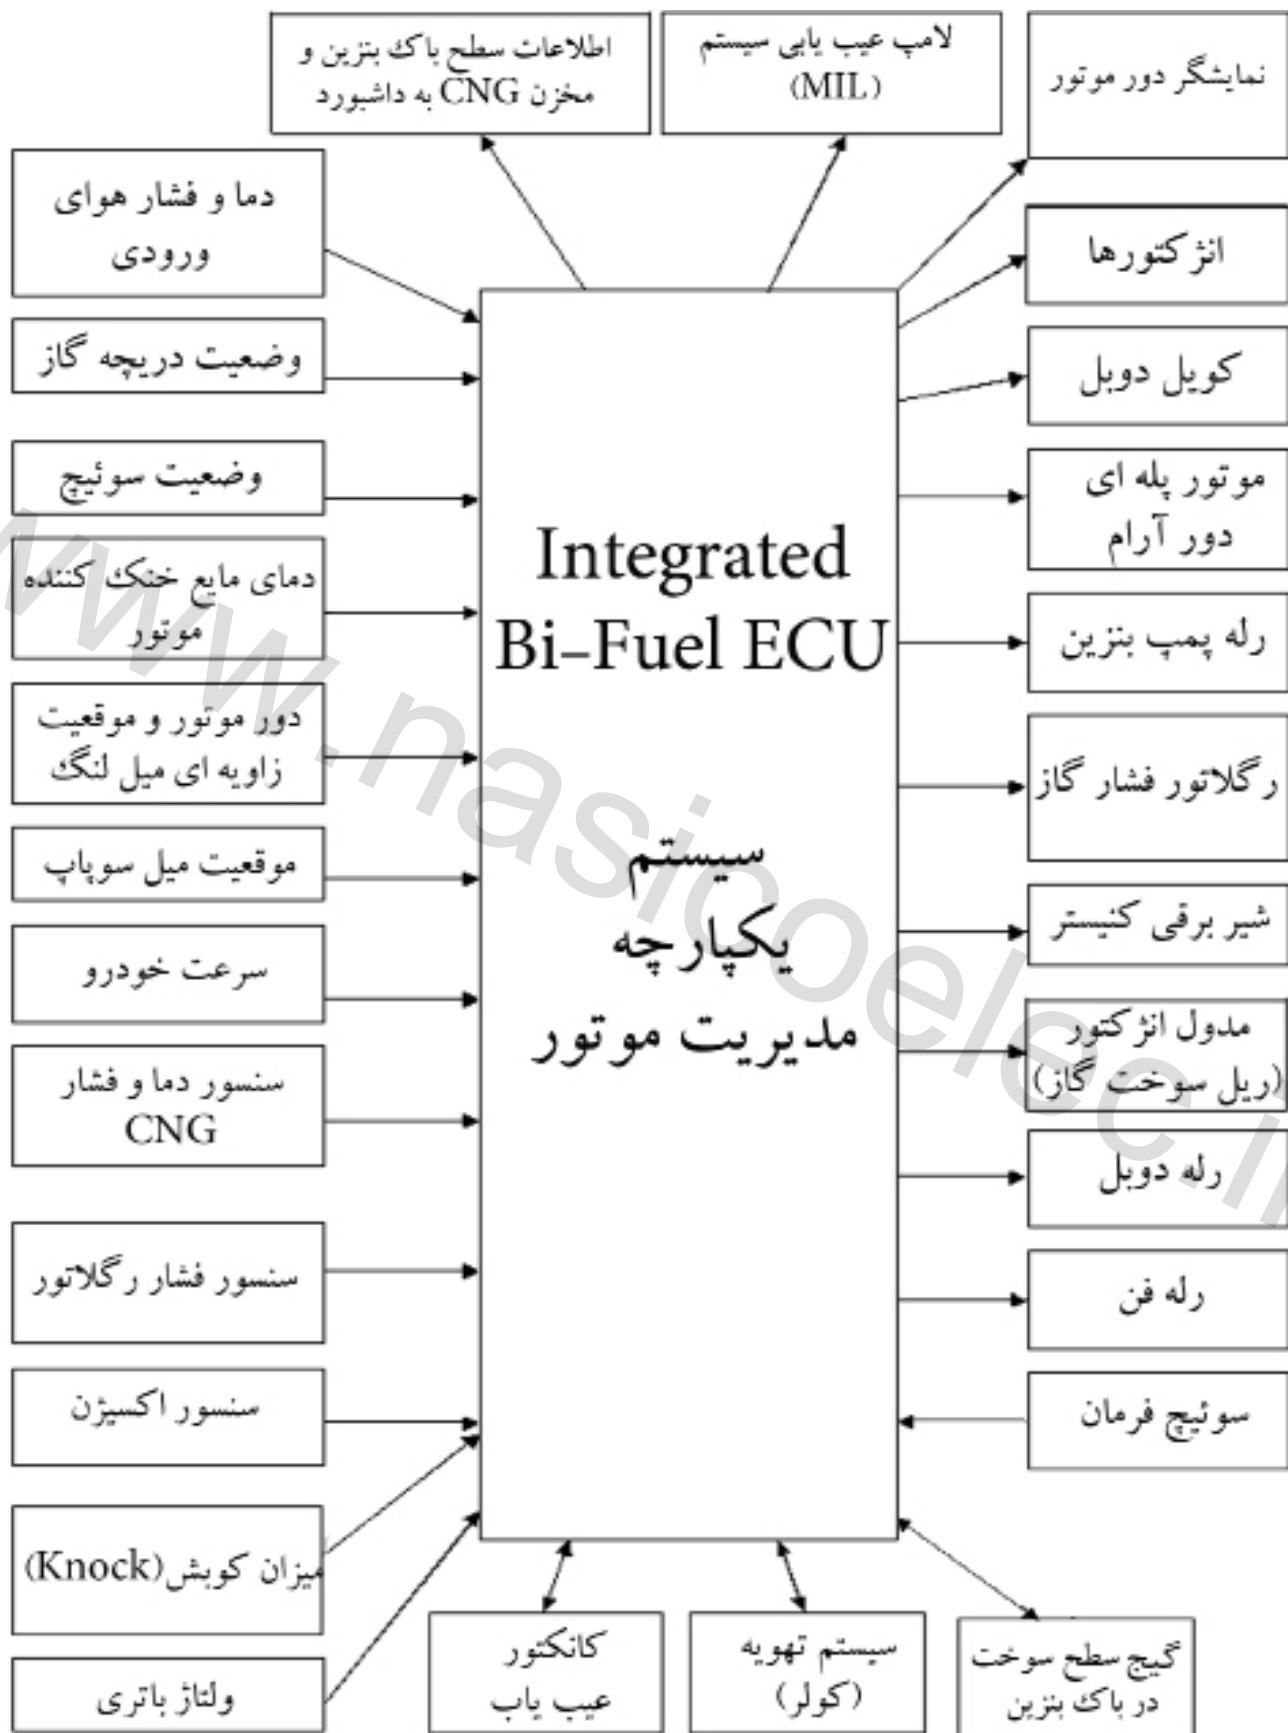 اطلاعات سطح باک بنزین و
مخزن CNG به داشبورد
لامپ عیب یابی سیستم
(MIL)
نمایشگر دور موتور
دما و فشار هوای
ورودی
وضعیت دریچه گاز
وضعیت سوئیچ
دمای مایع خنک کننده
موتور
دور موتور و موقعیت
زاویه ای میل لنگ
موقعیت میل سوپاپ
سرعت خودرو
سنسور دما و فشار
CNG
سنسور فشار رگلاتور
سنسور اکسیژن
میزان کوبش(Knock)
ولتاژ باتری
Integrated
Bi-Fuel ECU
سیستم
یکپارچه
مدیریت موتور
انژکتورها
کویل دوبل
موتور پله ای
دور آرام
رله پمپ بنزین
رگلاتور فشار گاز
شیر برقی کنیستر
مدول انژکتور
(ریل سوخت گاز)
رله دوبل
رله فن
سوئیچ فرمان
کانکتور
عیب یاب
سیستم تهویه
(کولر)
گیج سطح سوخت
در باک بنزین
www.nasicoelec.ir